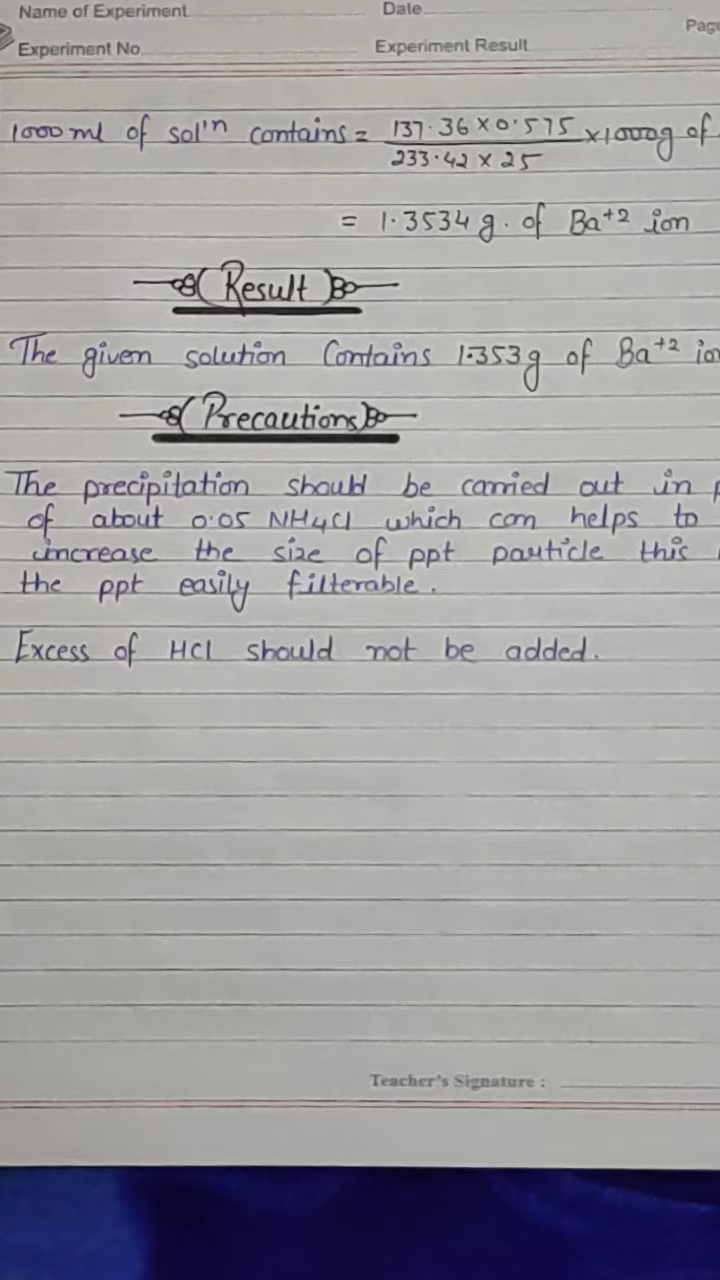 Name of Experiment
Date
Page
Experiment No
Experiment Result
1000 ml of sol'n contains = 137.36 × 0.575 / 233.42 × 25 × 1000g of
= 1.3534 g. of Ba+2 ion
Result
The given solution Contains 1.353g of Ba+2
Precautions
The precipitation should be carried out in
of about 0.05 NH4Cl which can helps to
increase the size of ppt particle this
the ppt easily filterable.
Excess of HCl should not be added.
Teacher's Signature :